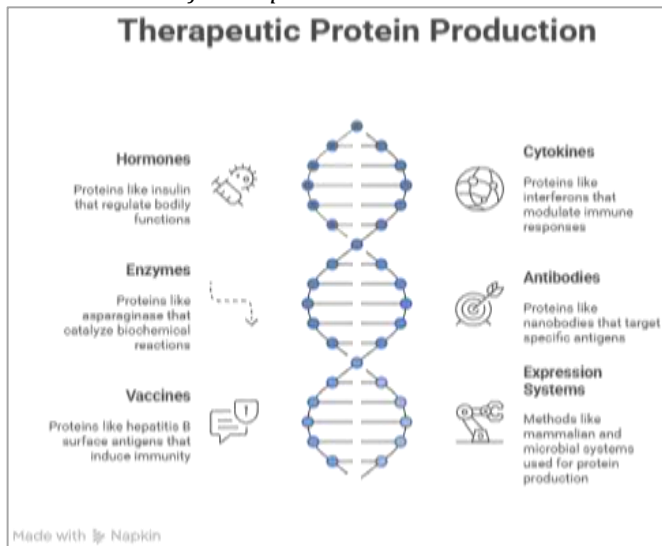 Therapeutic Protein Production
Hormones
Proteins like insulin
that regulate bodily
functions
Enzymes
Proteins like
asparaginase that
catalyze biochemical
reactions
Vaccines
Proteins like hepatitis B
surface antigens that
induce immunity
Cytokines
Proteins like
interferons that
modulate immune
responses
Antibodies
Proteins like
nanobodies that target
specific antigens
Expression
Systems
Methods like
mammalian and
microbial systems
used for protein
production
Made with Napkin